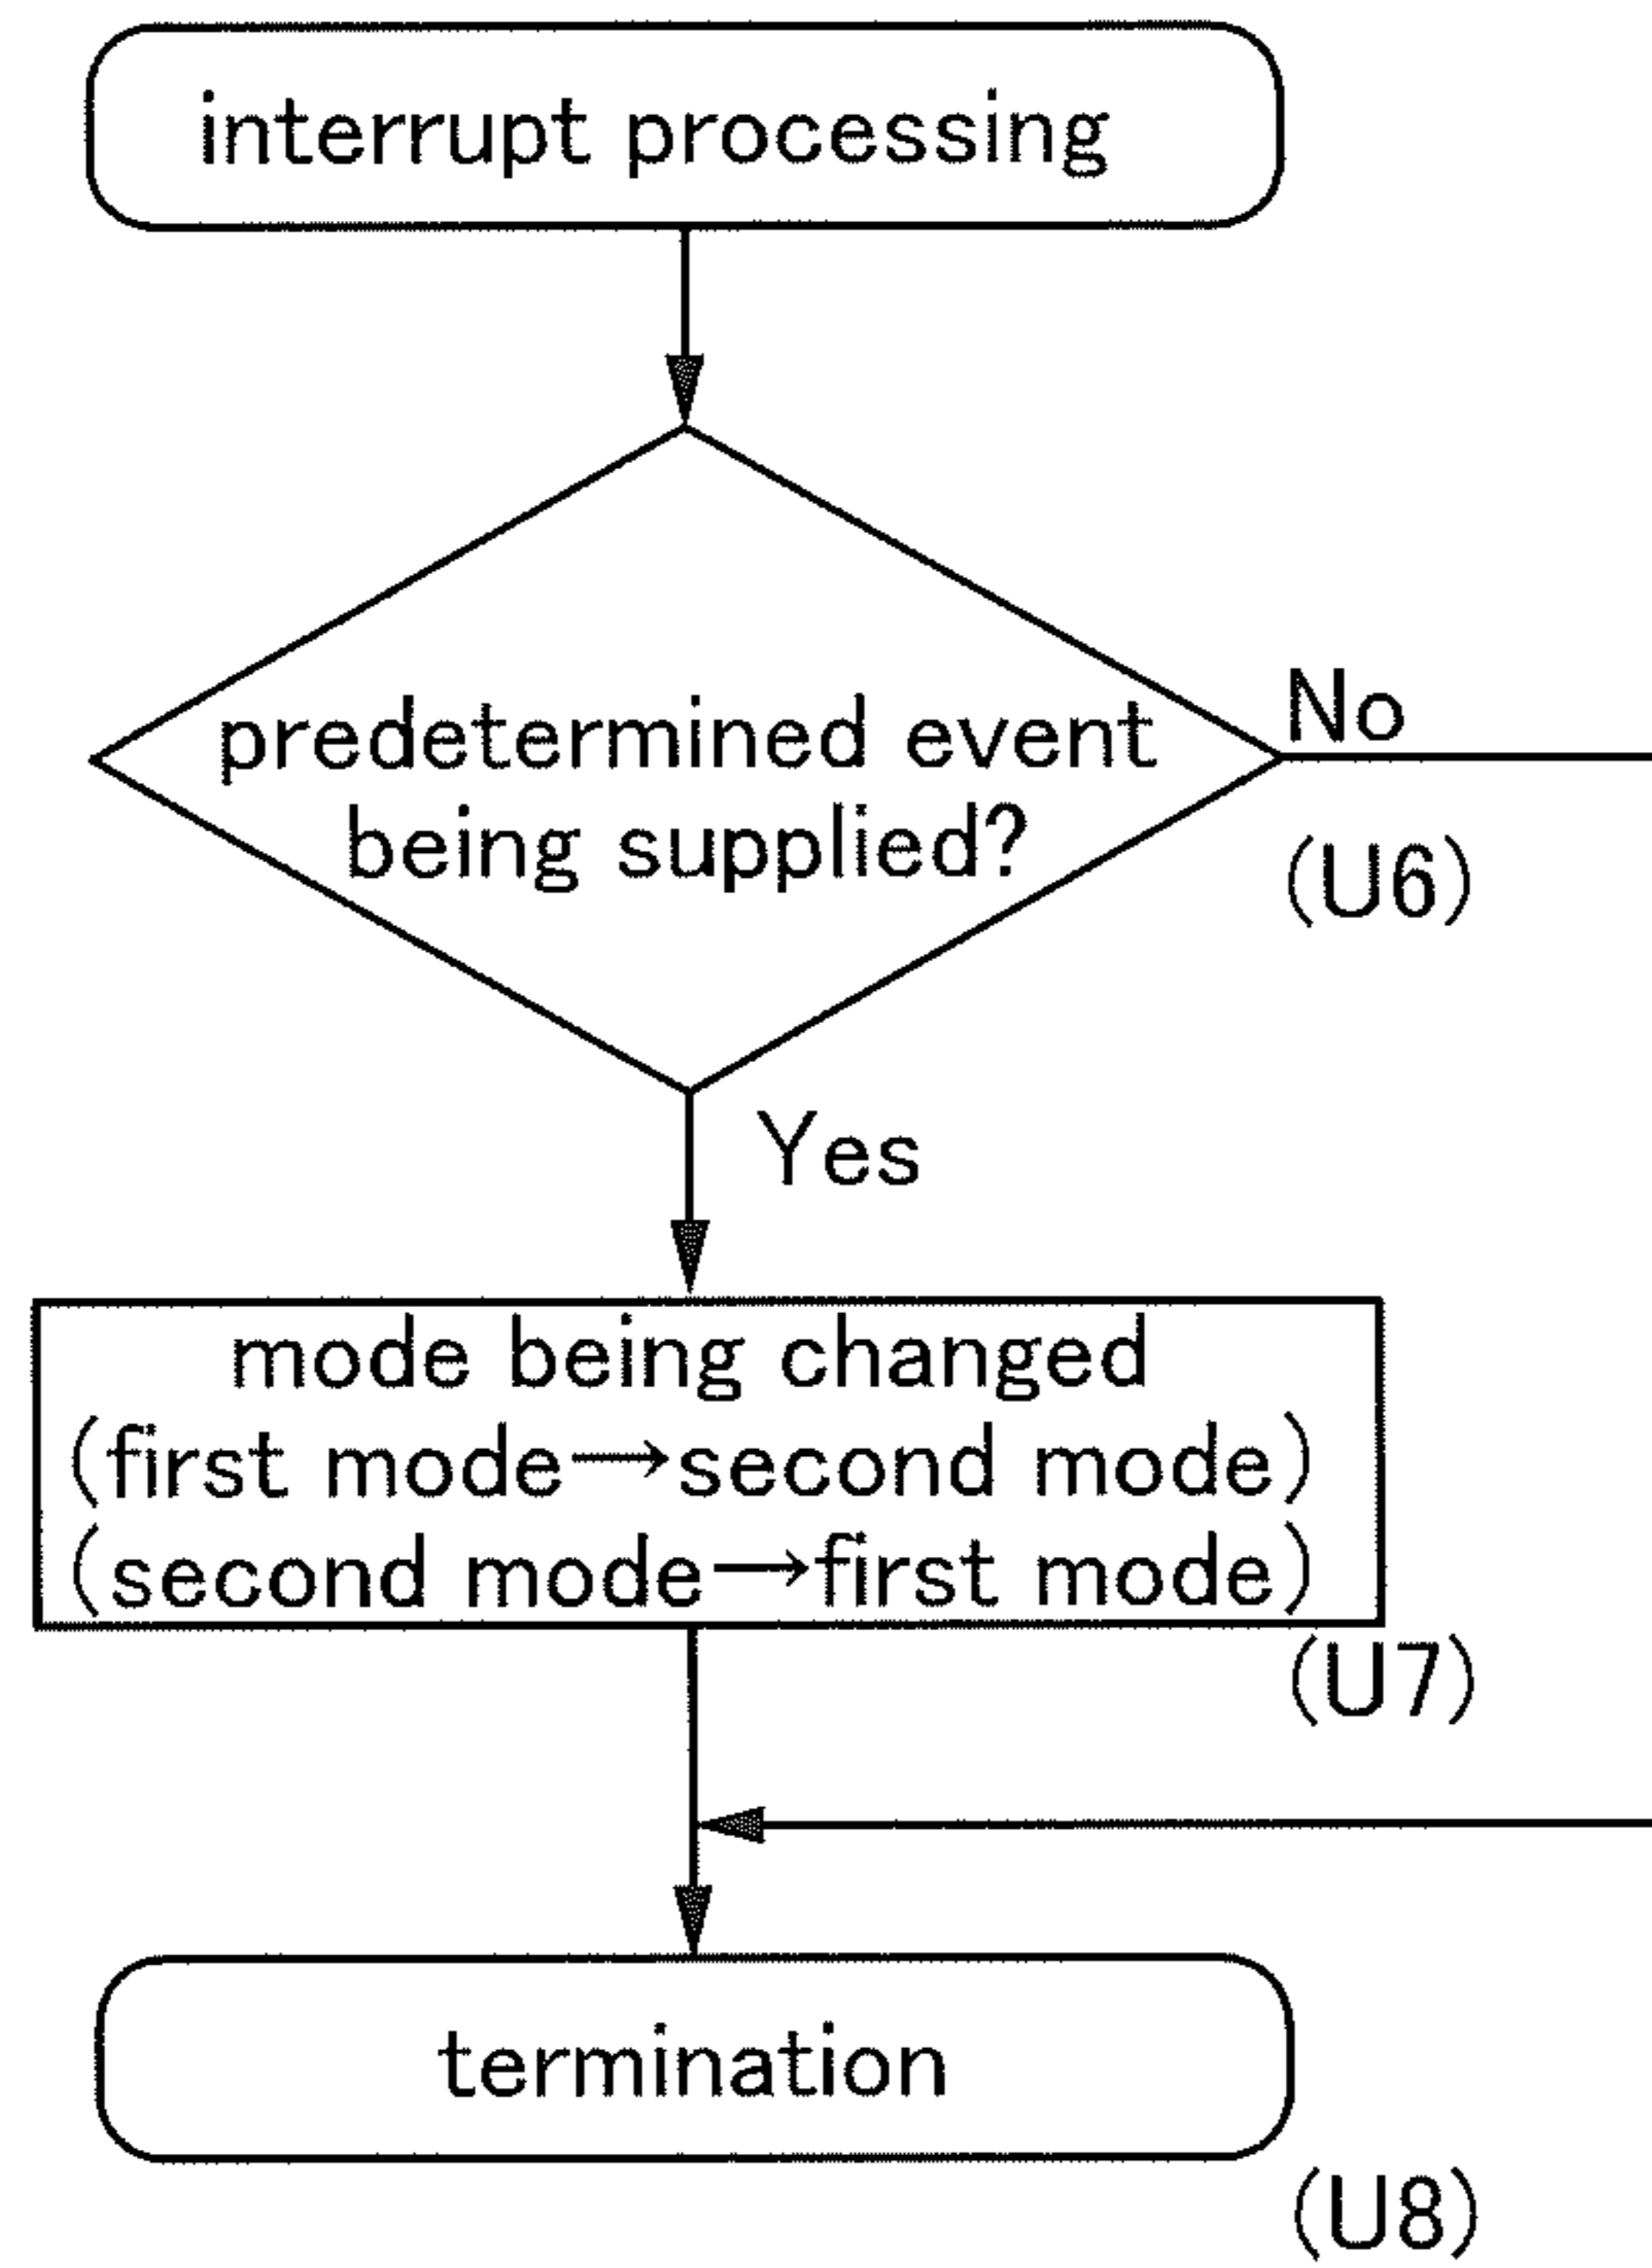 interrupt processing
predetermined event
being supplied?
No
(U6)
Yes
mode being changed
(first mode→second mode)
(second mode→first mode)
(U7)
termination
(U8)